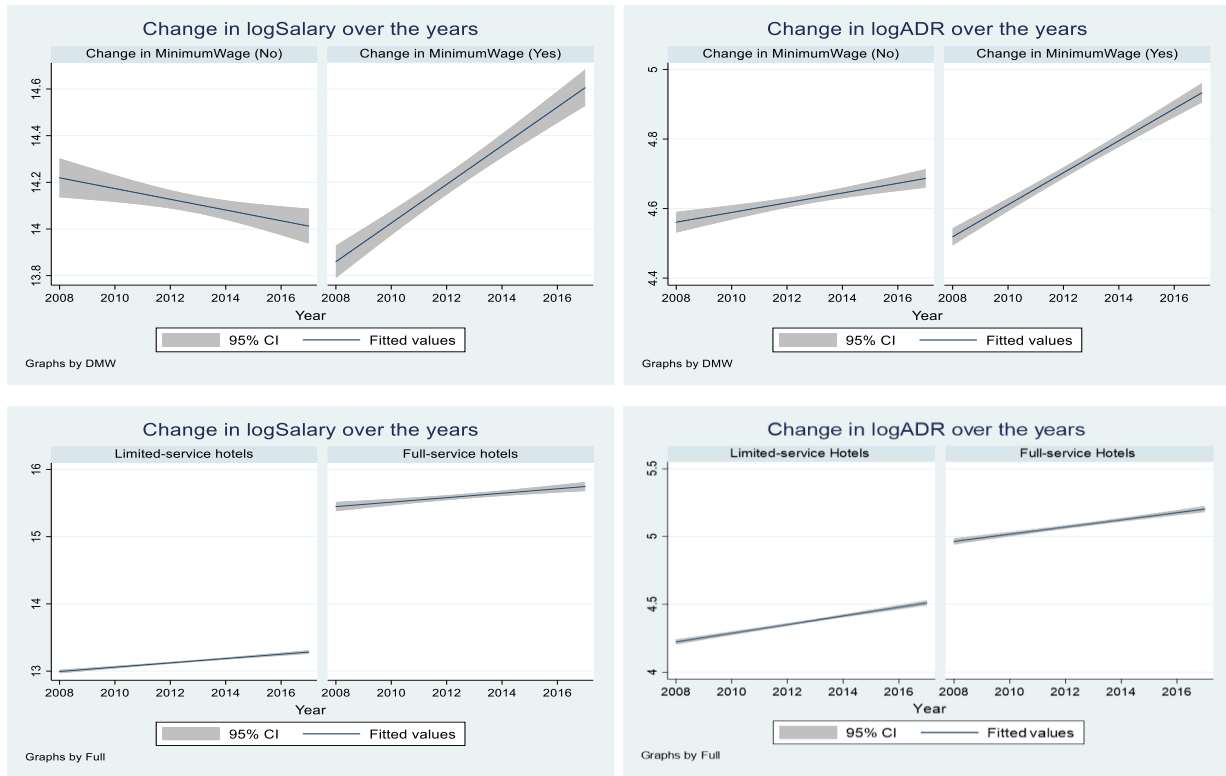 Change in logSalary over the years
Change in MinimumWage (No) Change in MinimumWage (Yes)
14.6
14.4
14.2
14
13.8
2008 2010 2012 2014 2016 2008 2010 2012 2014 2016
Year
95% CI Fitted values
Graphs by DMW
Change in logADR over the years
Change in MinimumWage (No) Change in MinimumWage (Yes)
5
4.8
4.6
4.4
2008 2010 2012 2014 2016 2008 2010 2012 2014 2016
Year
95% CI Fitted values
Graphs by DMW
Change in logSalary over the years
Limited-service hotels Full-service hotels
16
15
14
13
2008 2010 2012 2014 2016 2008 2010 2012 2014 2016
Year
95% CI Fitted values
Graphs by Full
Change in logADR over the years
Limited-service Hotels Full-service Hotels
5.5
5
4.5
4
2008 2010 2012 2014 2016 2008 2010 2012 2014 2016
Year
95% CI Fitted values
Graphs by Full